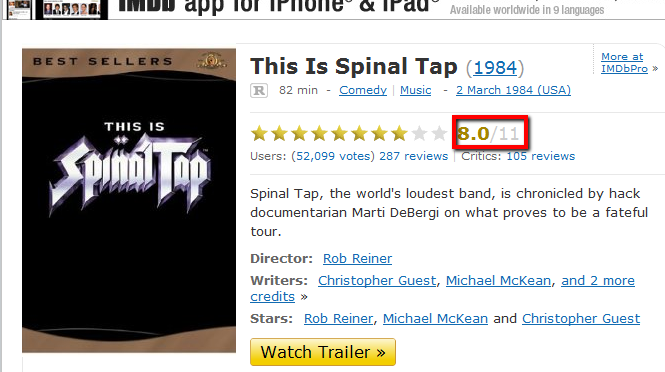 IMDb app for iPhone® & iPad®
Available worldwide in 9 languages
BEST SELLERS
THIS IS
Spın̈al Tap
This Is Spinal Tap (1984)
More at
IMDbPro »
R 82 min - Comedy | Music - 2 March 1984 (USA)
8.0/11
Users: (52,099 votes) 287 reviews | Critics: 105 reviews
Spinal Tap, the world's loudest band, is chronicled by hack
documentarian Marti DeBergi on what proves to be a fateful
tour.
Director: Rob Reiner
Writers: Christopher Guest, Michael McKean, and 2 more
credits »
Stars: Rob Reiner, Michael McKean and Christopher Guest
Watch Trailer »